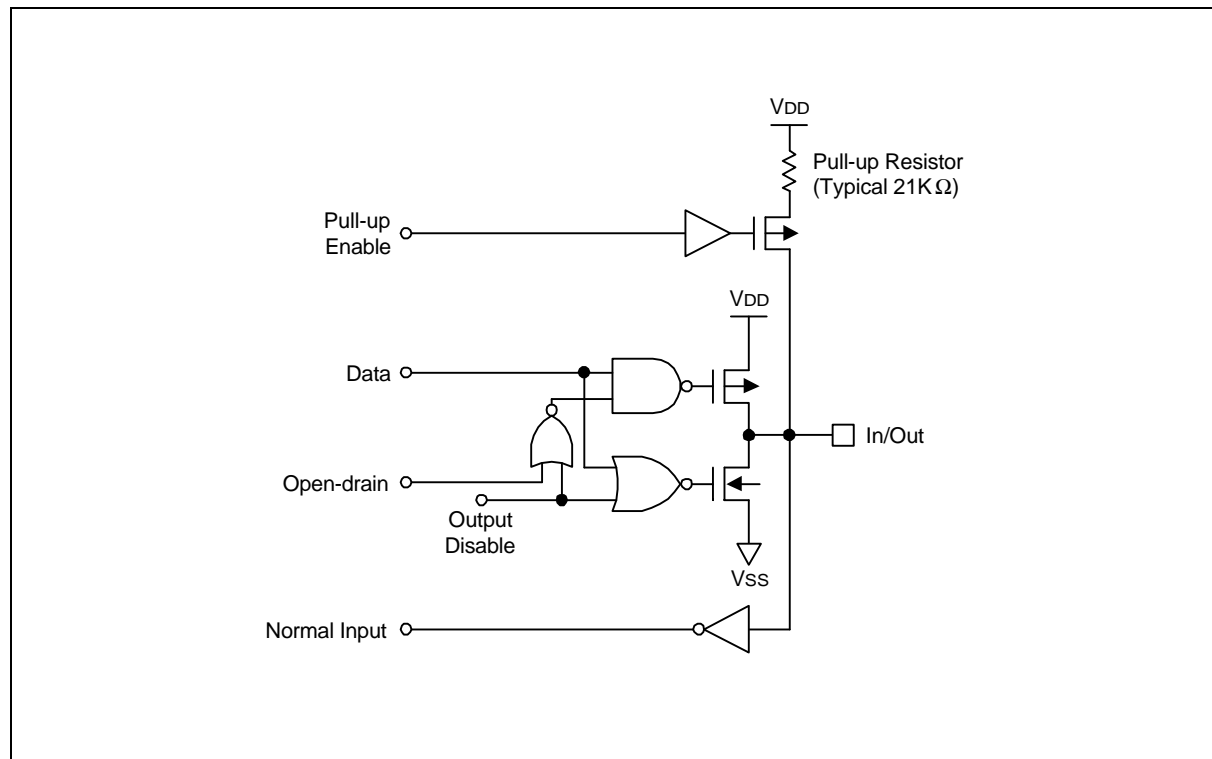 VDD
Pull-up Resistor
(Typical 21KΩ)
Pull-up
Enable
VDD
Data
In/Out
Open-drain
Output
Disable
VSS
Normal Input